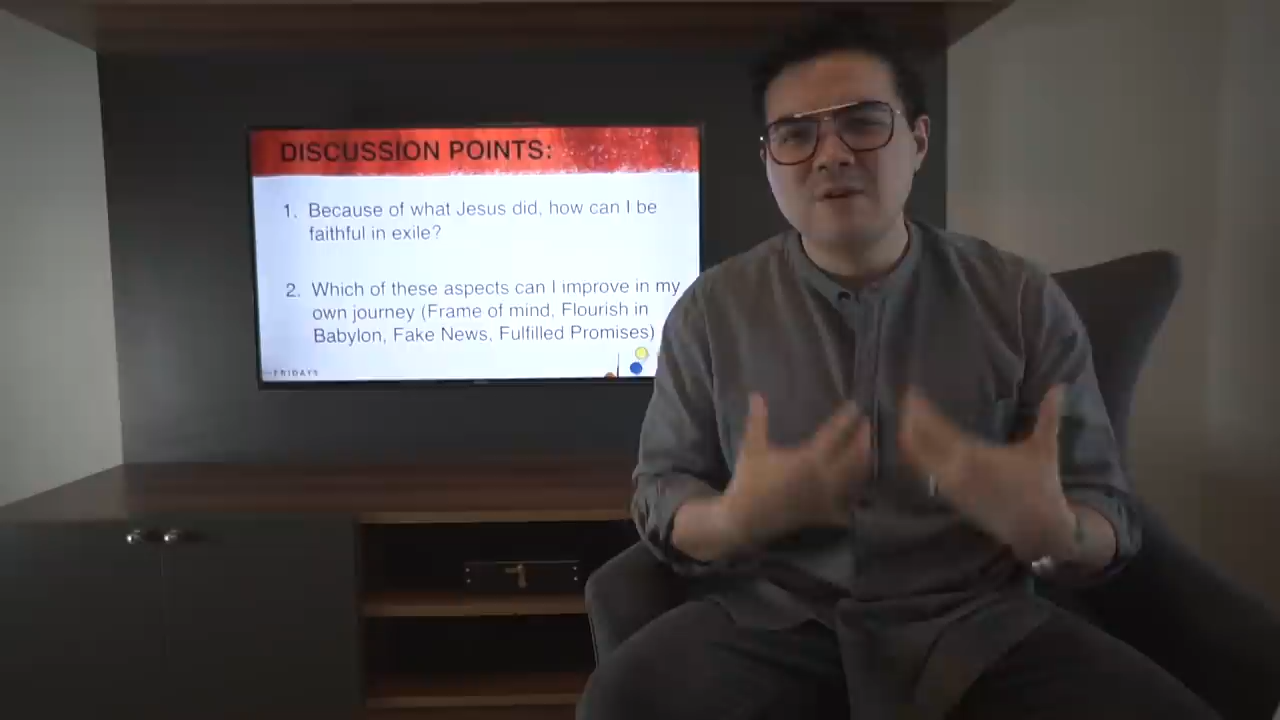 DISCUSSION POINTS:
1. Because of what Jesus did, how can I be
faithful in exile?
2. Which of these aspects can I improve in my
own journey (Frame of mind, Flourish in
Babylon, Fake News, Fulfilled Promises)
FRIDAYS